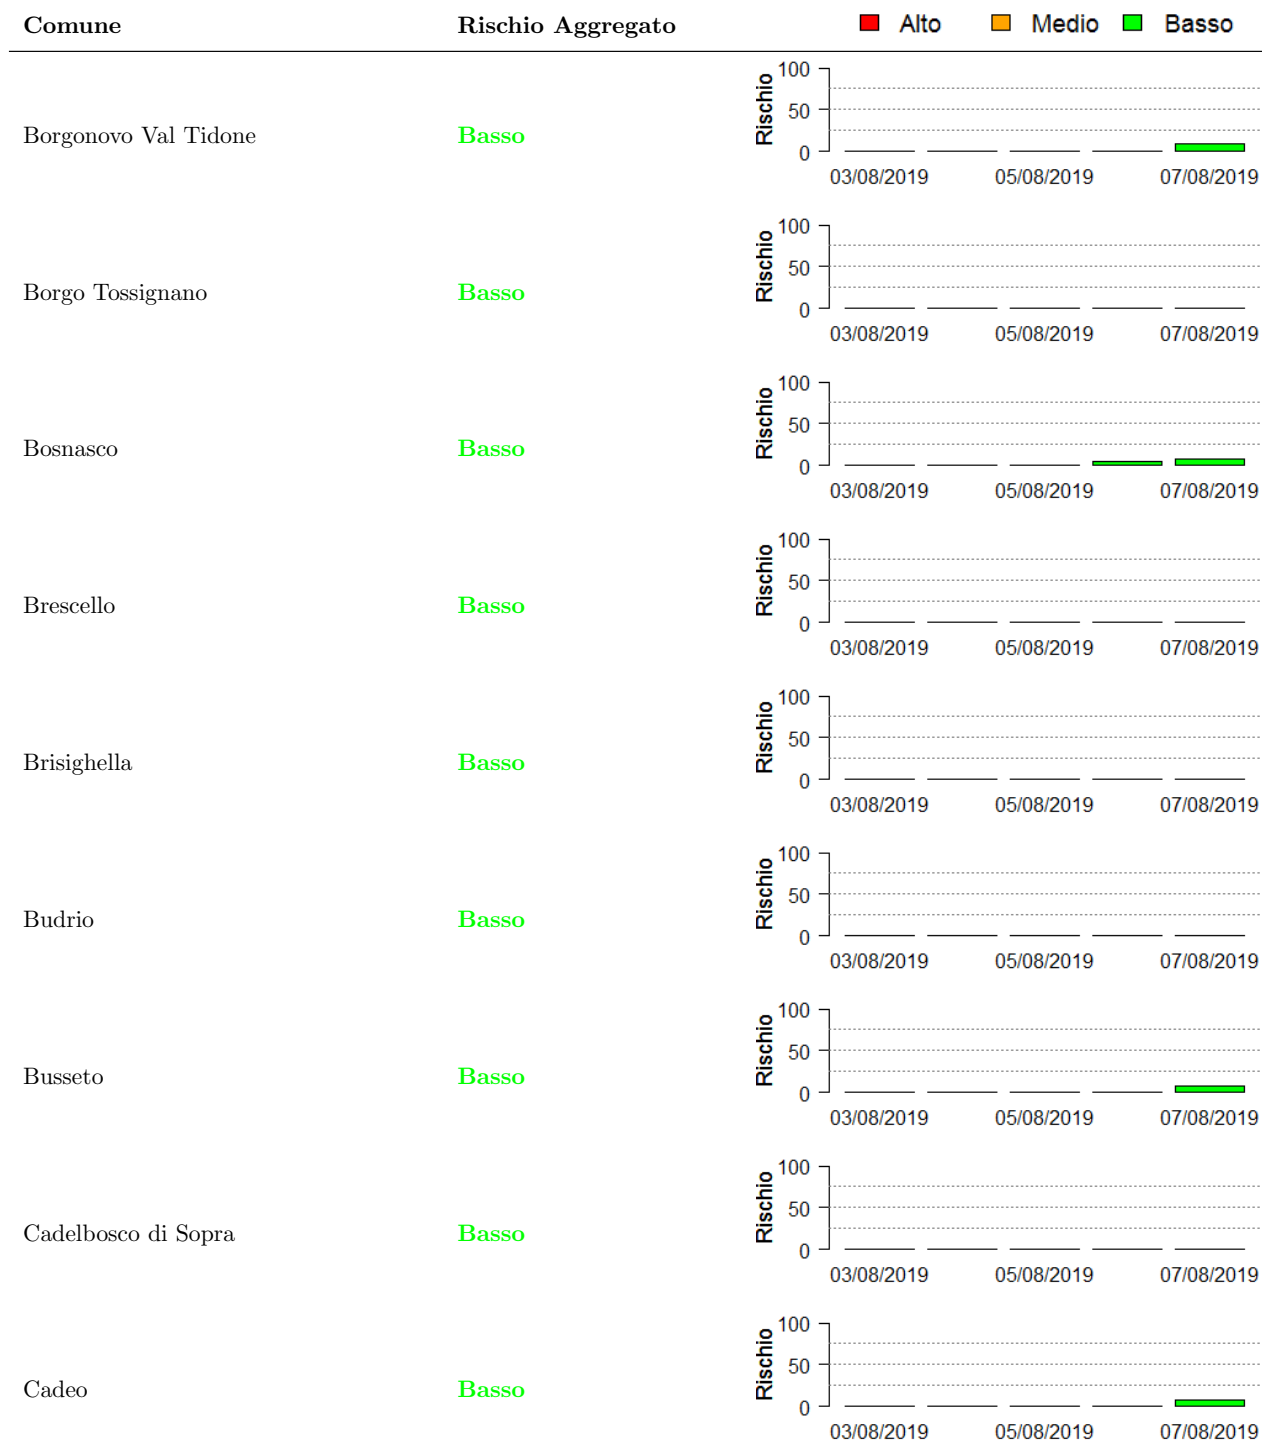 Comune Rischio Aggregato Alto Medio Basso
100
50
0
Rischio
Borgonovo Val Tidone Basso
03/08/2019 05/08/2019 07/08/2019
100
50
0
Rischio
Borgo Tossignano Basso
03/08/2019 05/08/2019 07/08/2019
100
50
0
Rischio
Bosnasco Basso
03/08/2019 05/08/2019 07/08/2019
100
50
0
Rischio
Brescello Basso
03/08/2019 05/08/2019 07/08/2019
100
50
0
Rischio
Brisighella Basso
03/08/2019 05/08/2019 07/08/2019
100
50
0
Rischio
Budrio Basso
03/08/2019 05/08/2019 07/08/2019
100
50
0
Rischio
Busseto Basso
03/08/2019 05/08/2019 07/08/2019
100
50
0
Rischio
Cadelbosco di Sopra Basso
03/08/2019 05/08/2019 07/08/2019
100
50
0
Rischio
Cadeo Basso
03/08/2019 05/08/2019 07/08/2019